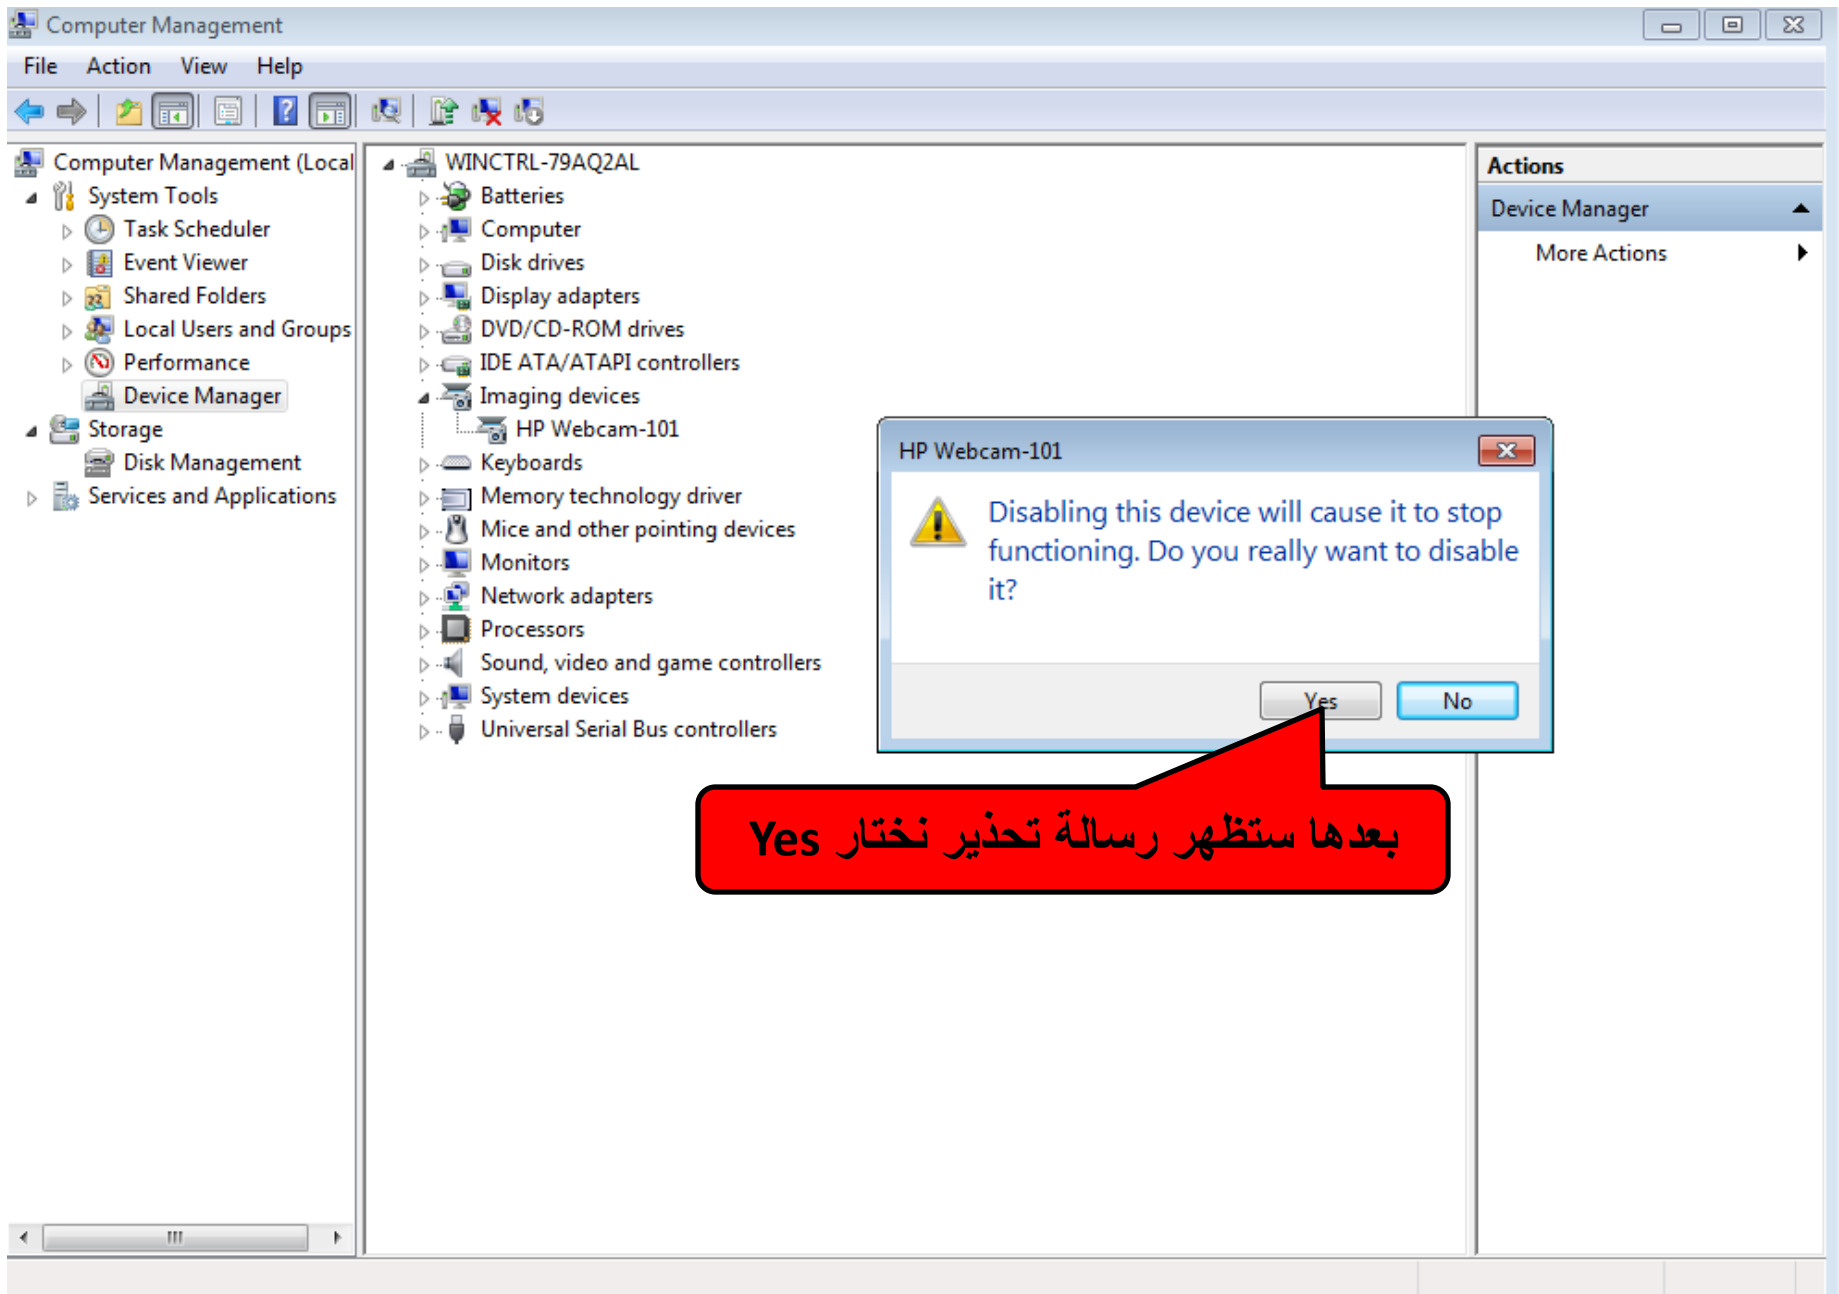 Computer Management
File Action View Help
Computer Management (Local
System Tools
Task Scheduler
Event Viewer
Shared Folders
Local Users and Groups
Performance
Device Manager
Storage
Disk Management
Services and Applications
WINCTRL-79AQ2AL
Batteries
Computer
Disk drives
Display adapters
DVD/CD-ROM drives
IDE ATA/ATAPI controllers
Imaging devices
HP Webcam-101
Keyboards
Memory technology driver
Mice and other pointing devices
Monitors
Network adapters
Processors
Sound, video and game controllers
System devices
Universal Serial Bus controllers
Actions
Device Manager
More Actions
HP Webcam-101
Disabling this device will cause it to stop
functioning. Do you really want to disable
it?
Yes No
بعدها ستظهر رسالة تحذير نختار Yes